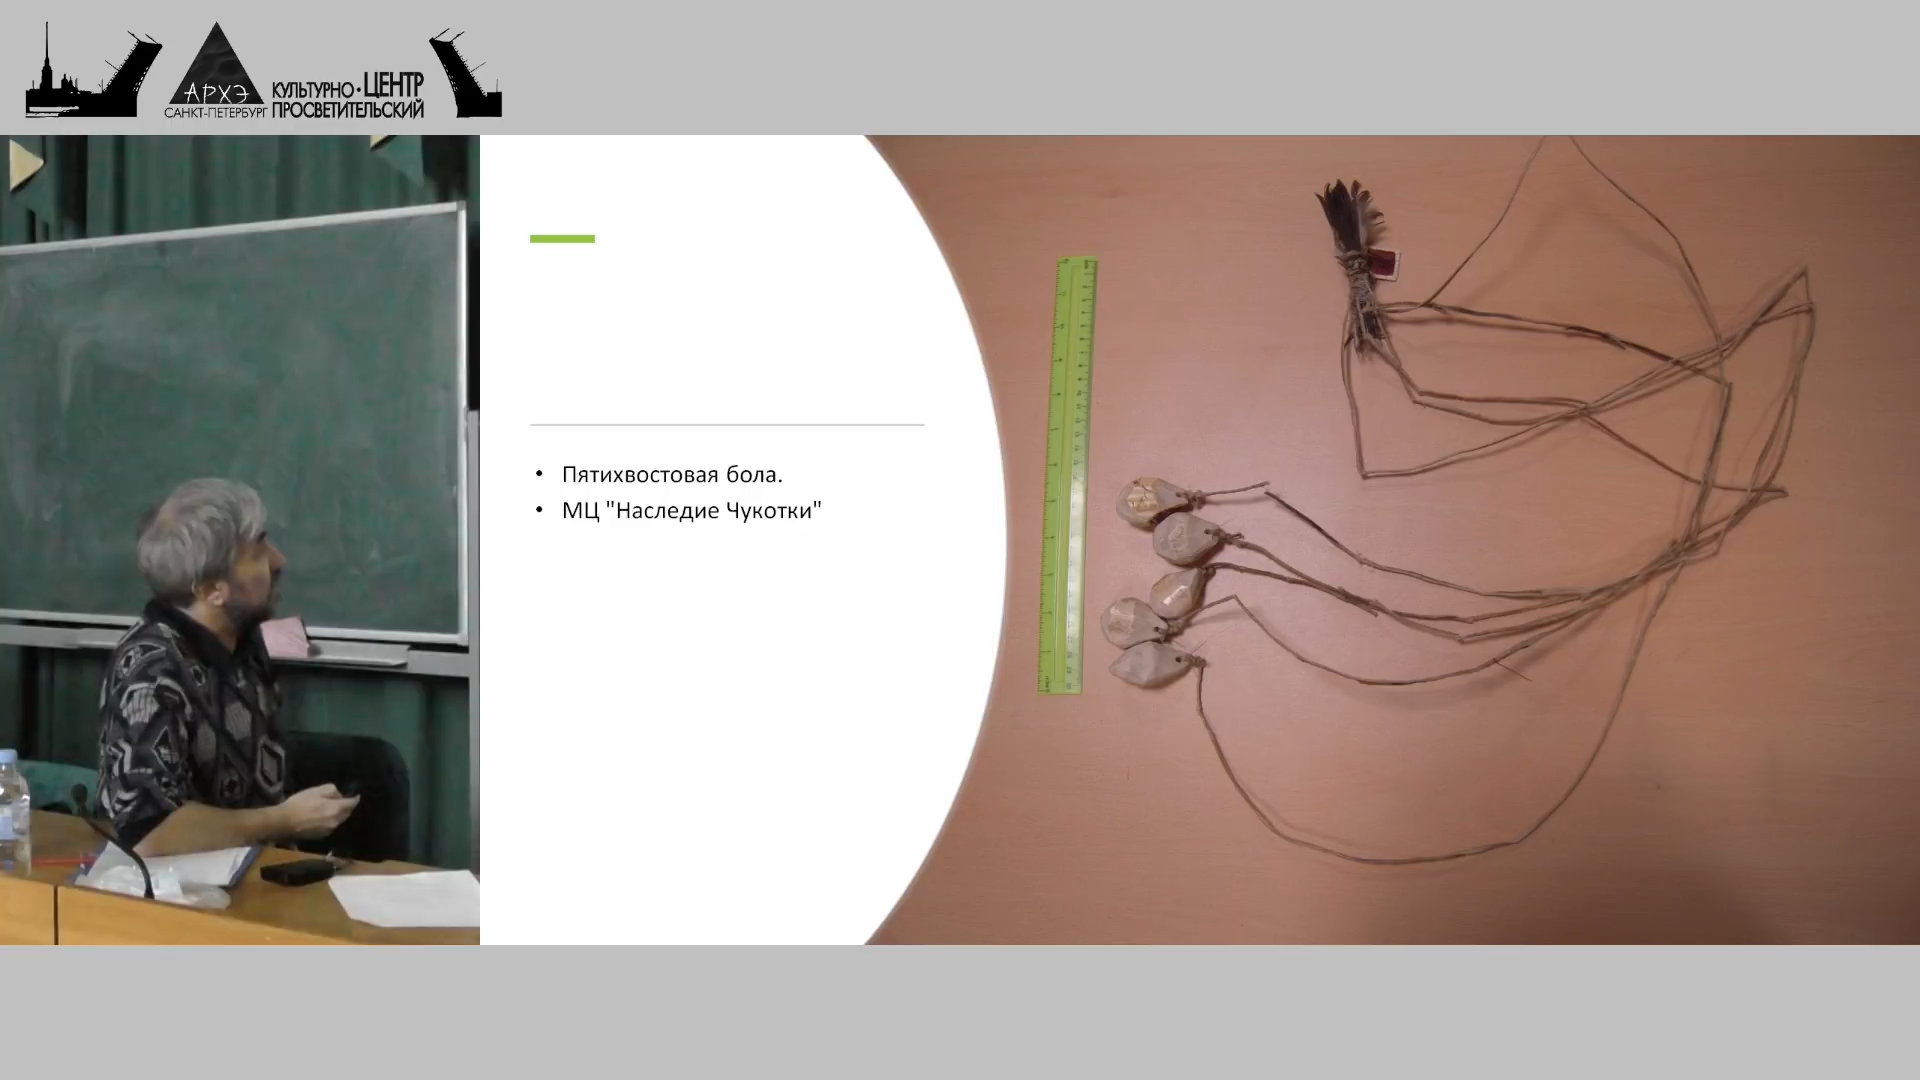 АРХЭ
САНКТ-ПЕТЕРБУРГ
КУЛЬТУРНО-ЦЕНТР
ПРОСВЕТИТЕЛЬСКИЙ
• Пятихвостовая бола.
• МЦ "Наследие Чукотки"